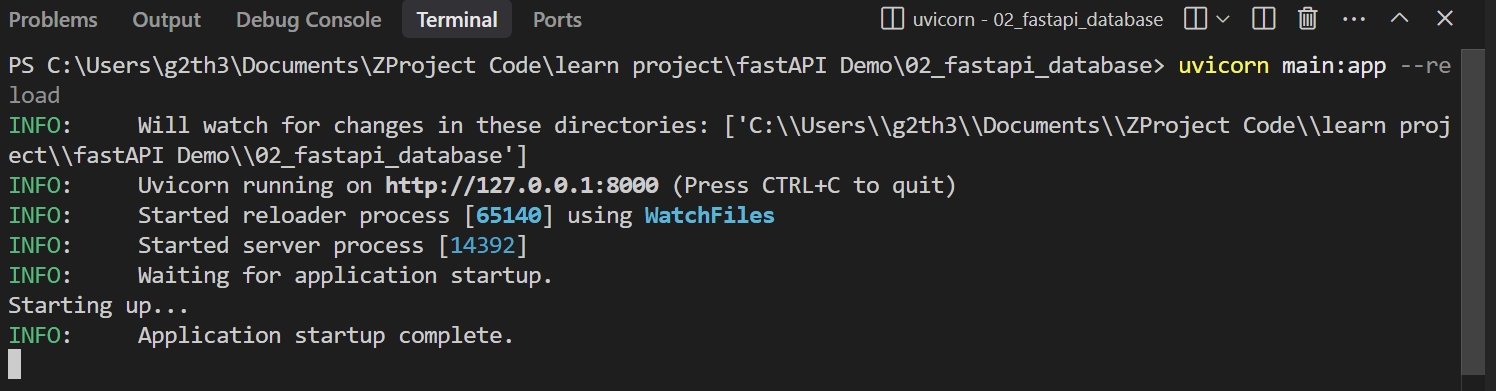 Problems Output Debug Console Terminal Ports uvicorn - 02_fastapi_database
PS C:\Users\g2th3\Documents\ZProject Code\learn project\fastAPI Demo\02_fastapi_database> uvicorn main:app --re
load
INFO:     Will watch for changes in these directories: ['C:\\Users\\g2th3\\Documents\\ZProject Code\\learn proj
ect\\fastAPI Demo\\02_fastapi_database']
INFO:     Uvicorn running on http://127.0.0.1:8000 (Press CTRL+C to quit)
INFO:     Started reloader process [65140] using WatchFiles
INFO:     Started server process [14392]
INFO:     Waiting for application startup.
Starting up...
INFO:     Application startup complete.